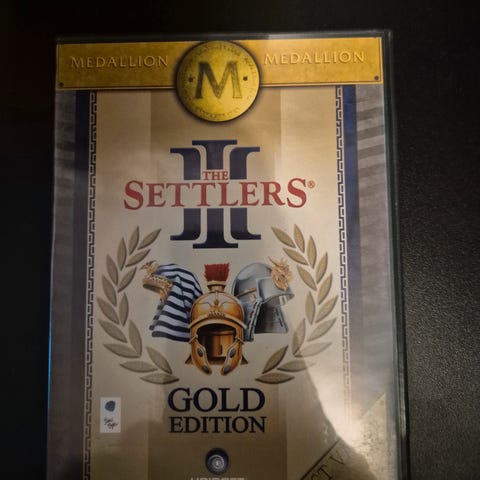 MEDALLION M MEDALLION
III
THE
SETTLERS®
GOLD
EDITION